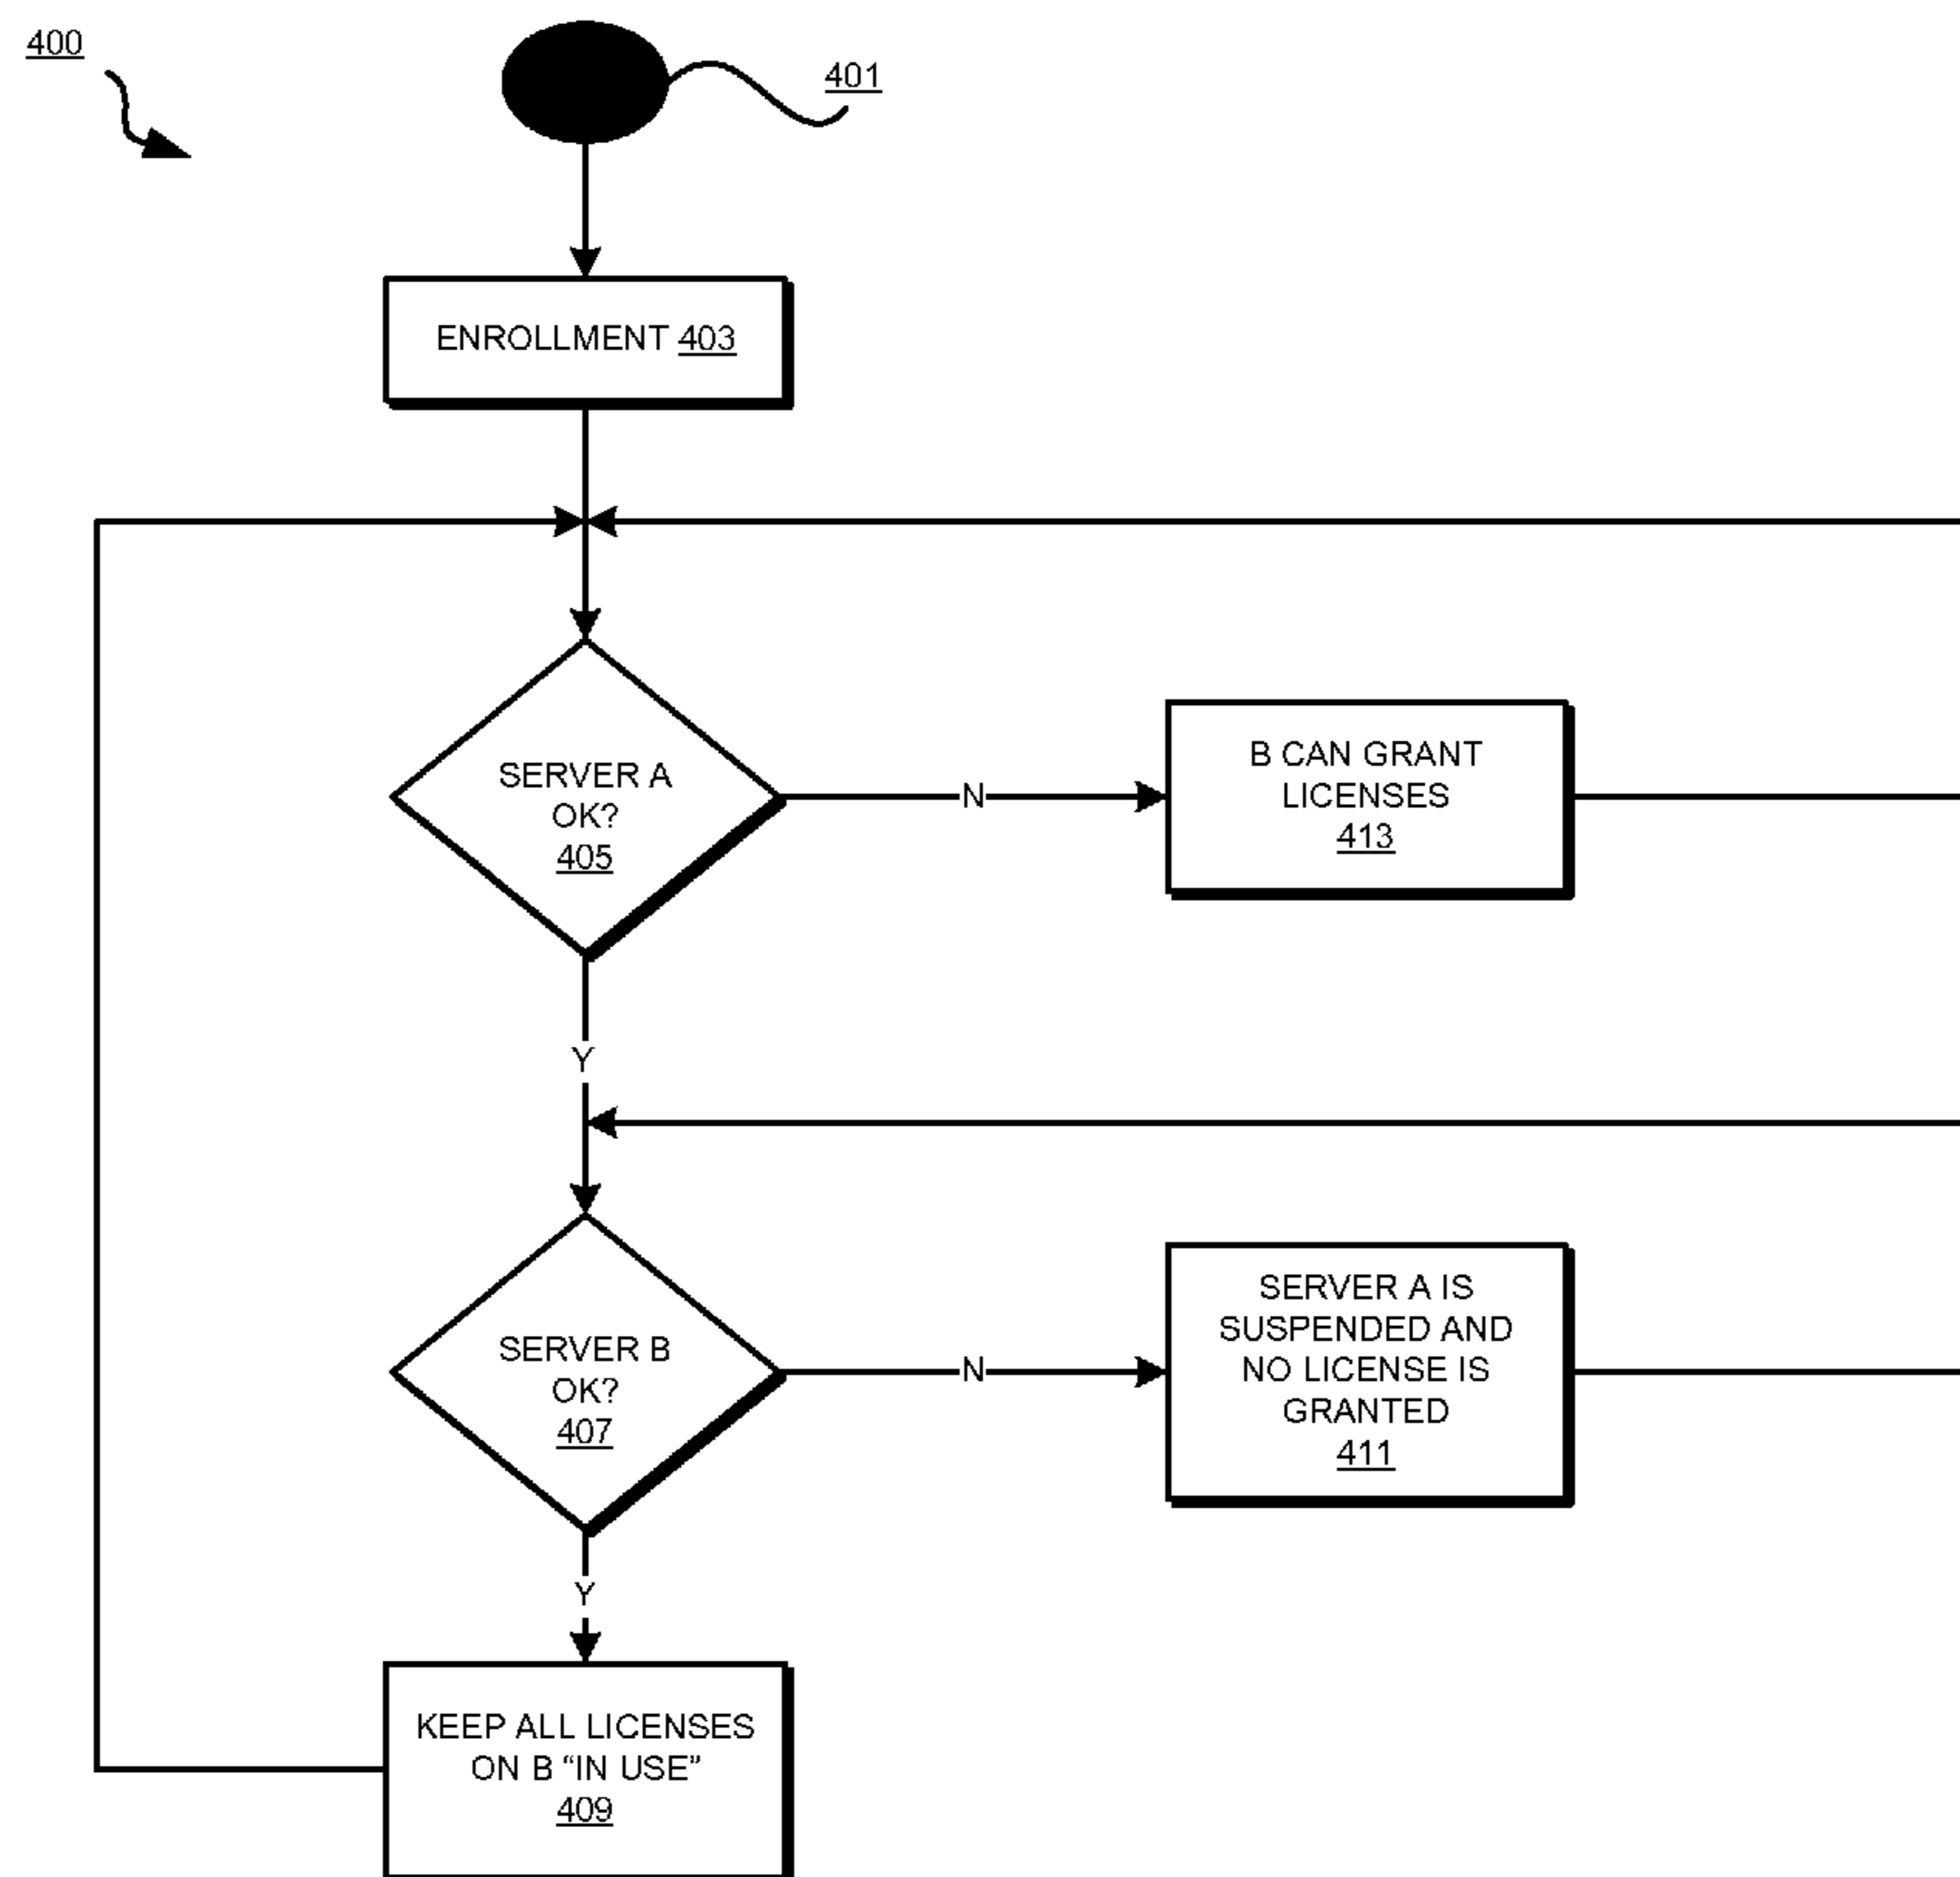 400
401
ENROLLMENT 403
SERVER A
OK?
405
N
B CAN GRANT
LICENSES
413
Y
SERVER B
OK?
407
N
SERVER A IS
SUSPENDED AND
NO LICENSE IS
GRANTED
411
Y
KEEP ALL LICENSES
ON B “IN USE”
409